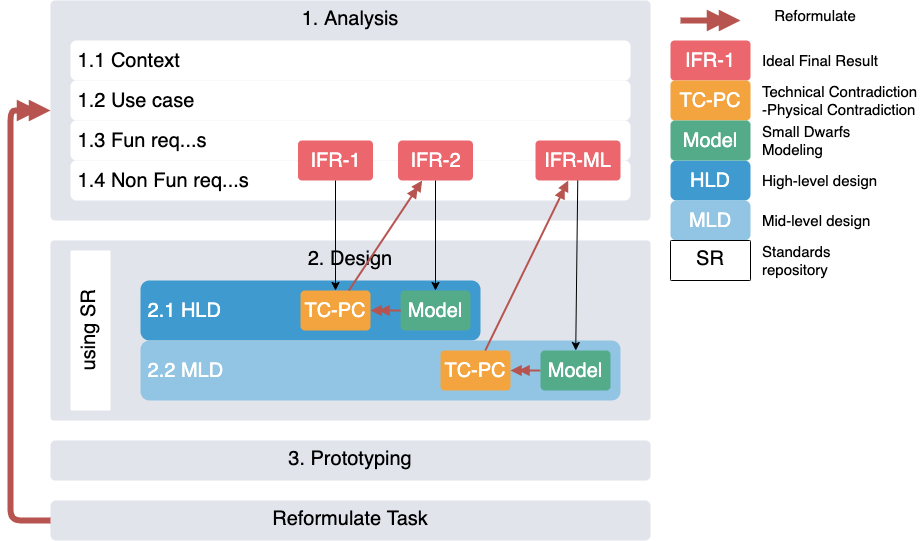 1. Analysis
1.1 Context
1.2 Use case
1.3 Fun req...s
1.4 Non Fun req...s
IFR-1
IFR-2
IFR-ML
2. Design
using SR
2.1 HLD
TC-PC
Model
2.2 MLD
TC-PC
Model
3. Prototyping
Reformulate Task
Reformulate
IFR-1
Ideal Final Result
TC-PC
Technical Contradiction
-Physical Contradiction
Model
Small Dwarfs
Modeling
HLD
High-level design
MLD
Mid-level design
SR
Standards
repository